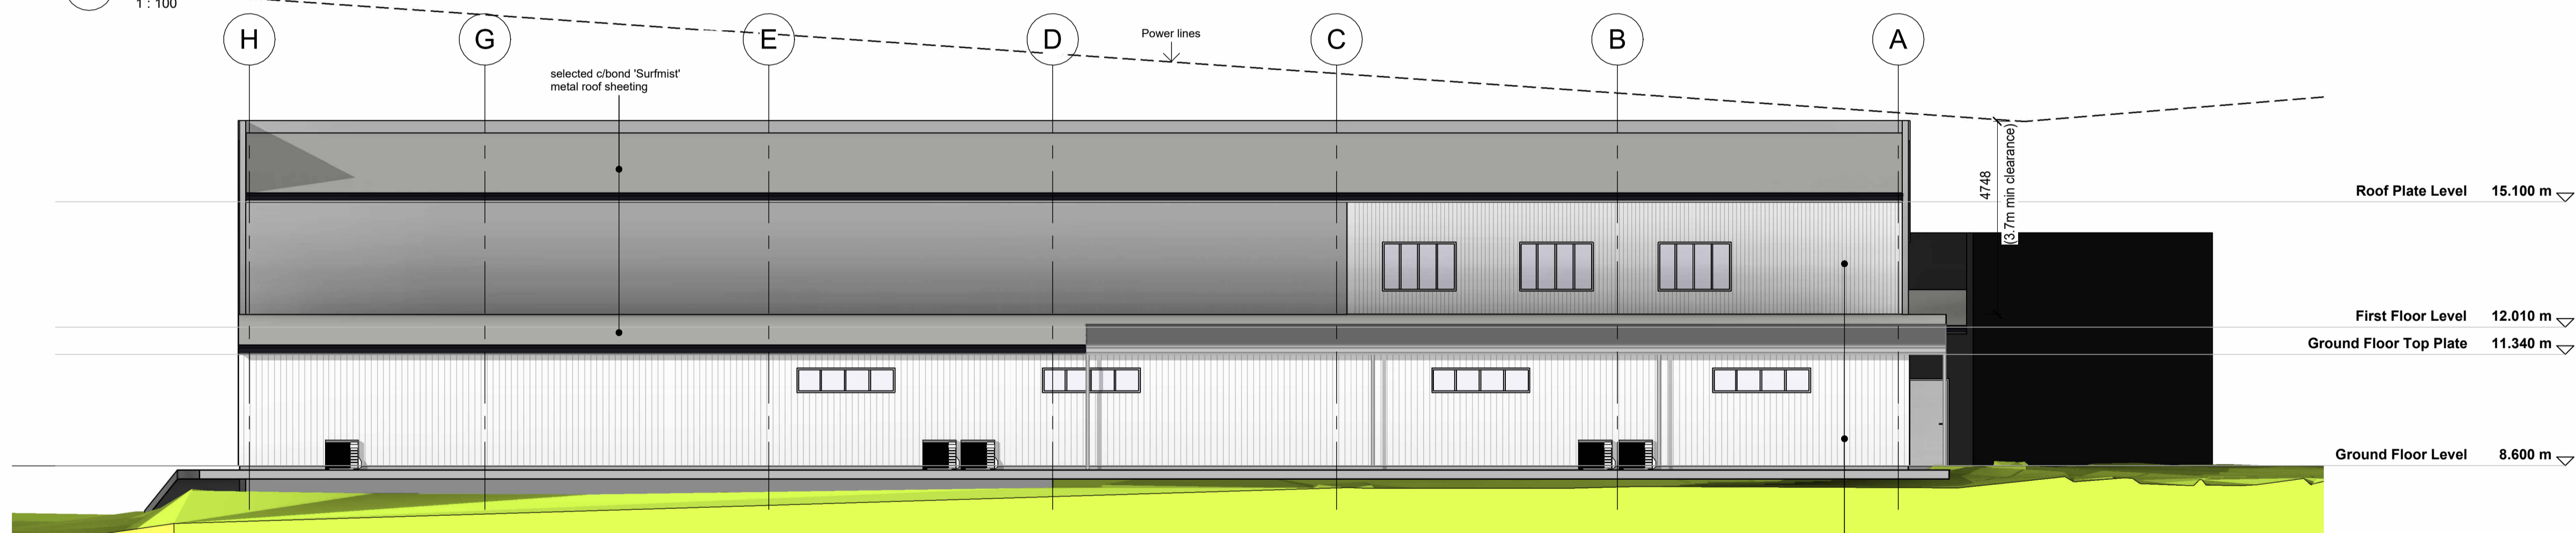 1 : 100
H
G
E
D
C
B
A
Power lines
selected c/bond 'Surfmist'
metal roof sheeting
4748
(3.7m min clearance)
Roof Plate Level 15.100 m
First Floor Level 12.010 m
Ground Floor Top Plate 11.340 m
Ground Floor Level 8.600 m